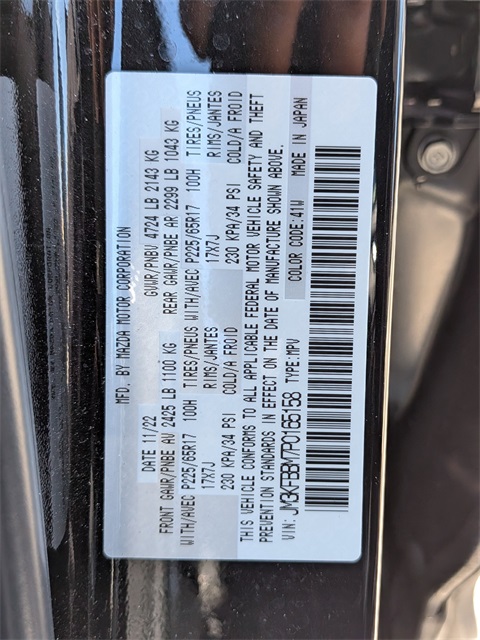 MFD. BY MAZDA MOTOR CORPORATION
DATE 11/22 GVWR/PNBV 4724 LB 2143 KG
FRONT GAWR/PNBE AV 2425 LB 1100 KG REAR GAWR/PNBE AR 2299 LB 1043 KG
WITH/AVEC P225/65R17 100H TIRES/PNEUS WITH/AVEC P225/65R17 100H TIRES/PNEUS
17X7J RIMS/JANTES 17X7J RIMS/JANTES
230 KPA/34 PSI COLD/A FROID 230 KPA/34 PSI COLD/A FROID
THIS VEHICLE CONFORMS TO ALL APPLICABLE FEDERAL MOTOR VEHICLE SAFETY AND THEFT
PREVENTION STANDARDS IN EFFECT ON THE DATE OF MANUFACTURE SHOWN ABOVE.
VIN: JM3KFBBM7P0166158 TYPE:MPV COLOR CODE:41W MADE IN JAPAN